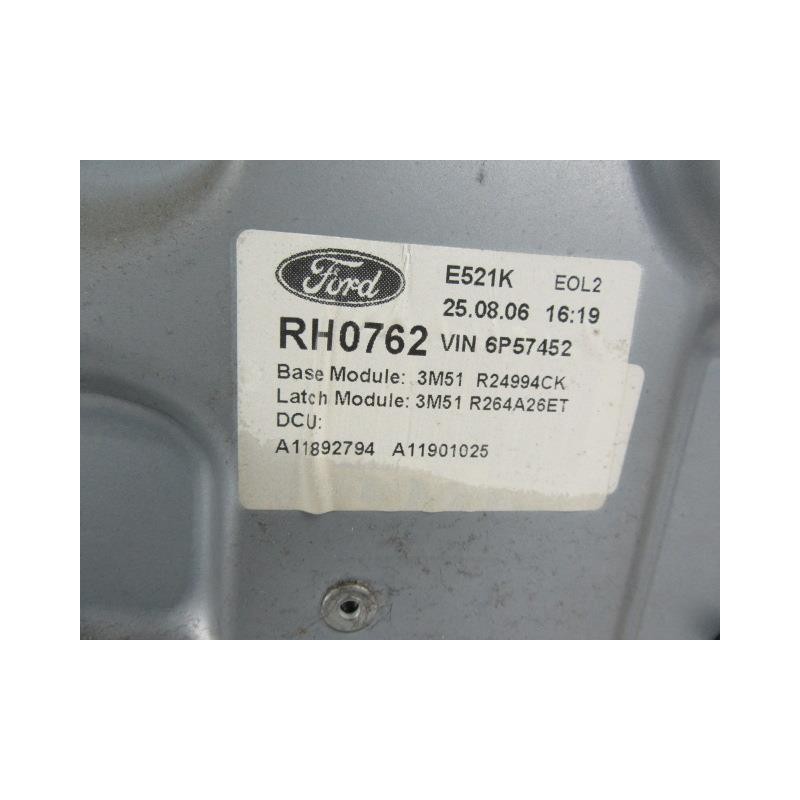 Ford
E521K EOL2
25.08.06 16:19
RH0762 VIN 6P57452
Base Module: 3M51 R24994CK
Latch Module: 3M51 R264A26ET
DCU:
A11892794 A11901025